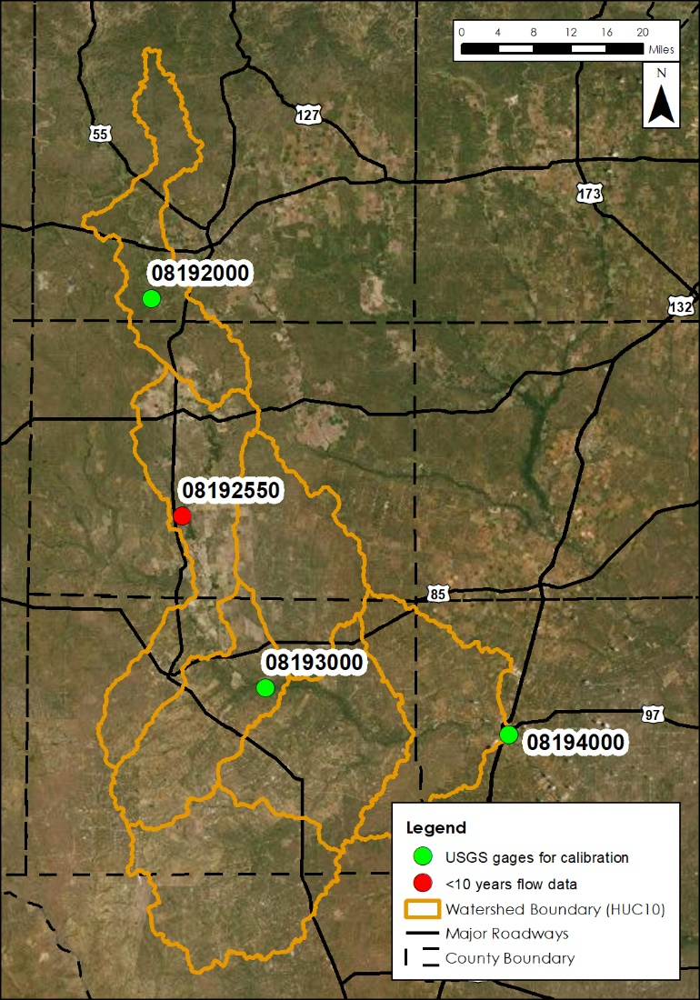 0 4 8 12 16 20
Miles
N
127
55
173
08192000
132
08192550
85
08193000
97
08194000
Legend
USGS gages for calibration
<10 years flow data
Watershed Boundary (HUC10)
Major Roadways
County Boundary